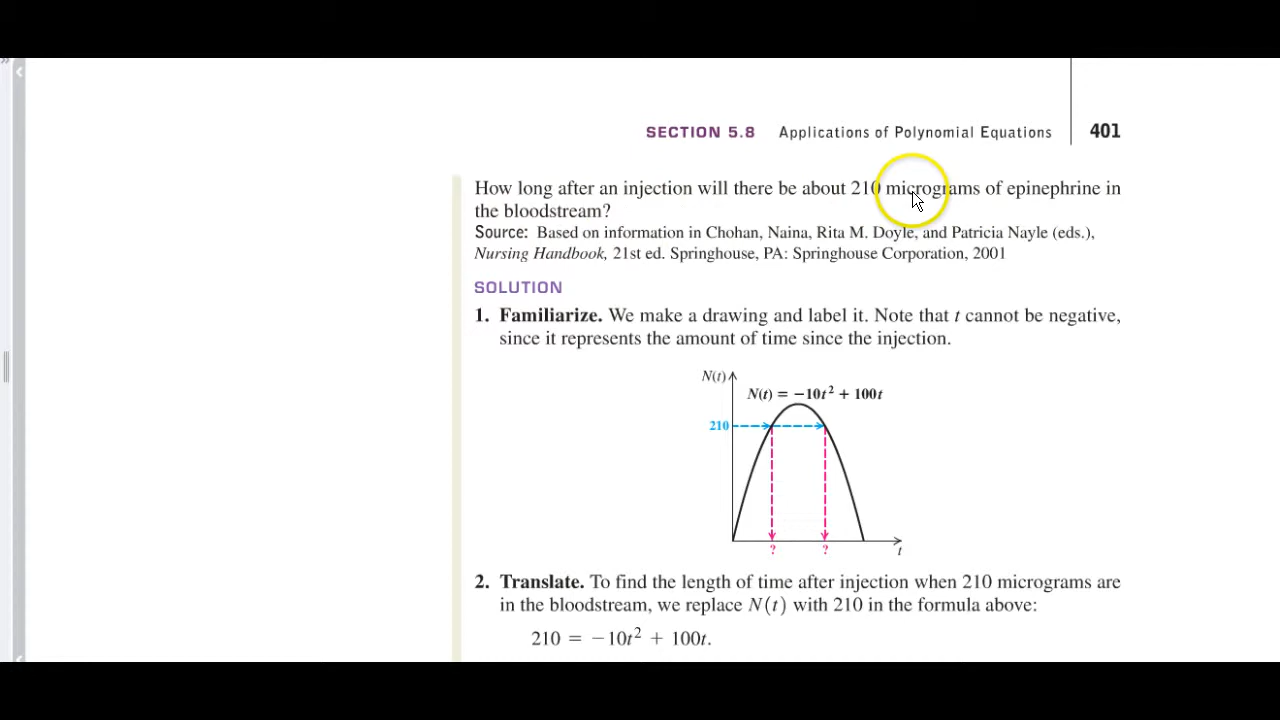 SECTION 5.8 Applications of Polynomial Equations 401
How long after an injection will there be about 210 micrograms of epinephrine in
the bloodstream?
Source: Based on information in Chohan, Naina, Rita M. Doyle, and Patricia Nayle (eds.),
Nursing Handbook, 21st ed. Springhouse, PA: Springhouse Corporation, 2001
SOLUTION
1. Familiarize. We make a drawing and label it. Note that t cannot be negative,
since it represents the amount of time since the injection.
N(t)
N(t) = −10t² + 100t
210
? ?
t
2. Translate. To find the length of time after injection when 210 micrograms are
in the bloodstream, we replace N(t) with 210 in the formula above:
210 = −10t² + 100t.